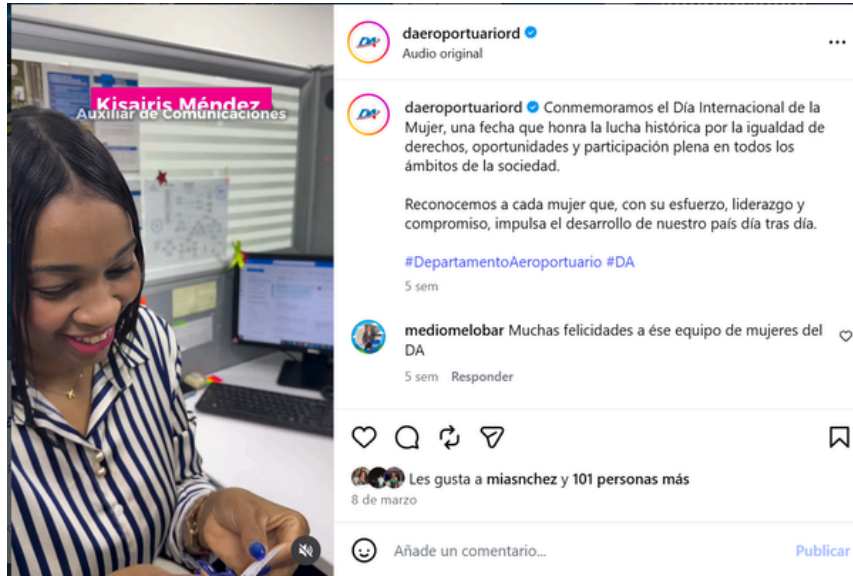 Kisairis Méndez
Auxiliar de Comunicaciones
daeroportuariord
Audio original
daeroportuariord Conmemoramos el Día Internacional de la
Mujer, una fecha que honra la lucha histórica por la igualdad de
derechos, oportunidades y participación plena en todos los
ámbitos de la sociedad.
Reconocemos a cada mujer que, con su esfuerzo, liderazgo y
compromiso, impulsa el desarrollo de nuestro país día tras día.
#DepartamentoAeroportuario #DA
5 sem
mediomelobar Muchas felicidades a ése equipo de mujeres del
DA
5 sem Responder
Les gusta a miasnchez y 101 personas más
8 de marzo
Añade un comentario...
Publicar